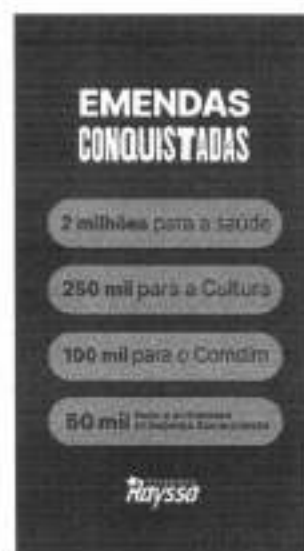 EMENDAS
CONQUISTADAS
2 milhões para a saúde
250 mil para a Cultura
100 mil para o Comdim
50 mil
Rayssa